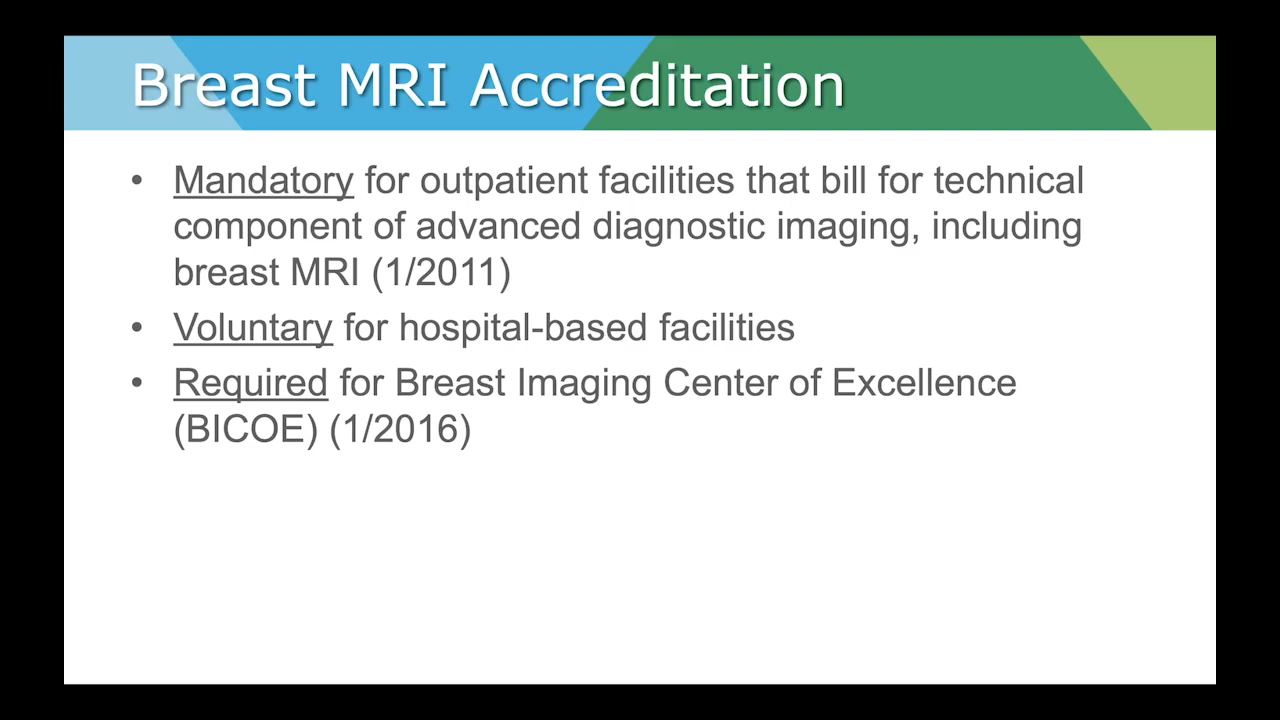 Breast MRI Accreditation
• Mandatory for outpatient facilities that bill for technical
component of advanced diagnostic imaging, including
breast MRI (1/2011)
• Voluntary for hospital-based facilities
• Required for Breast Imaging Center of Excellence
(BICOE) (1/2016)